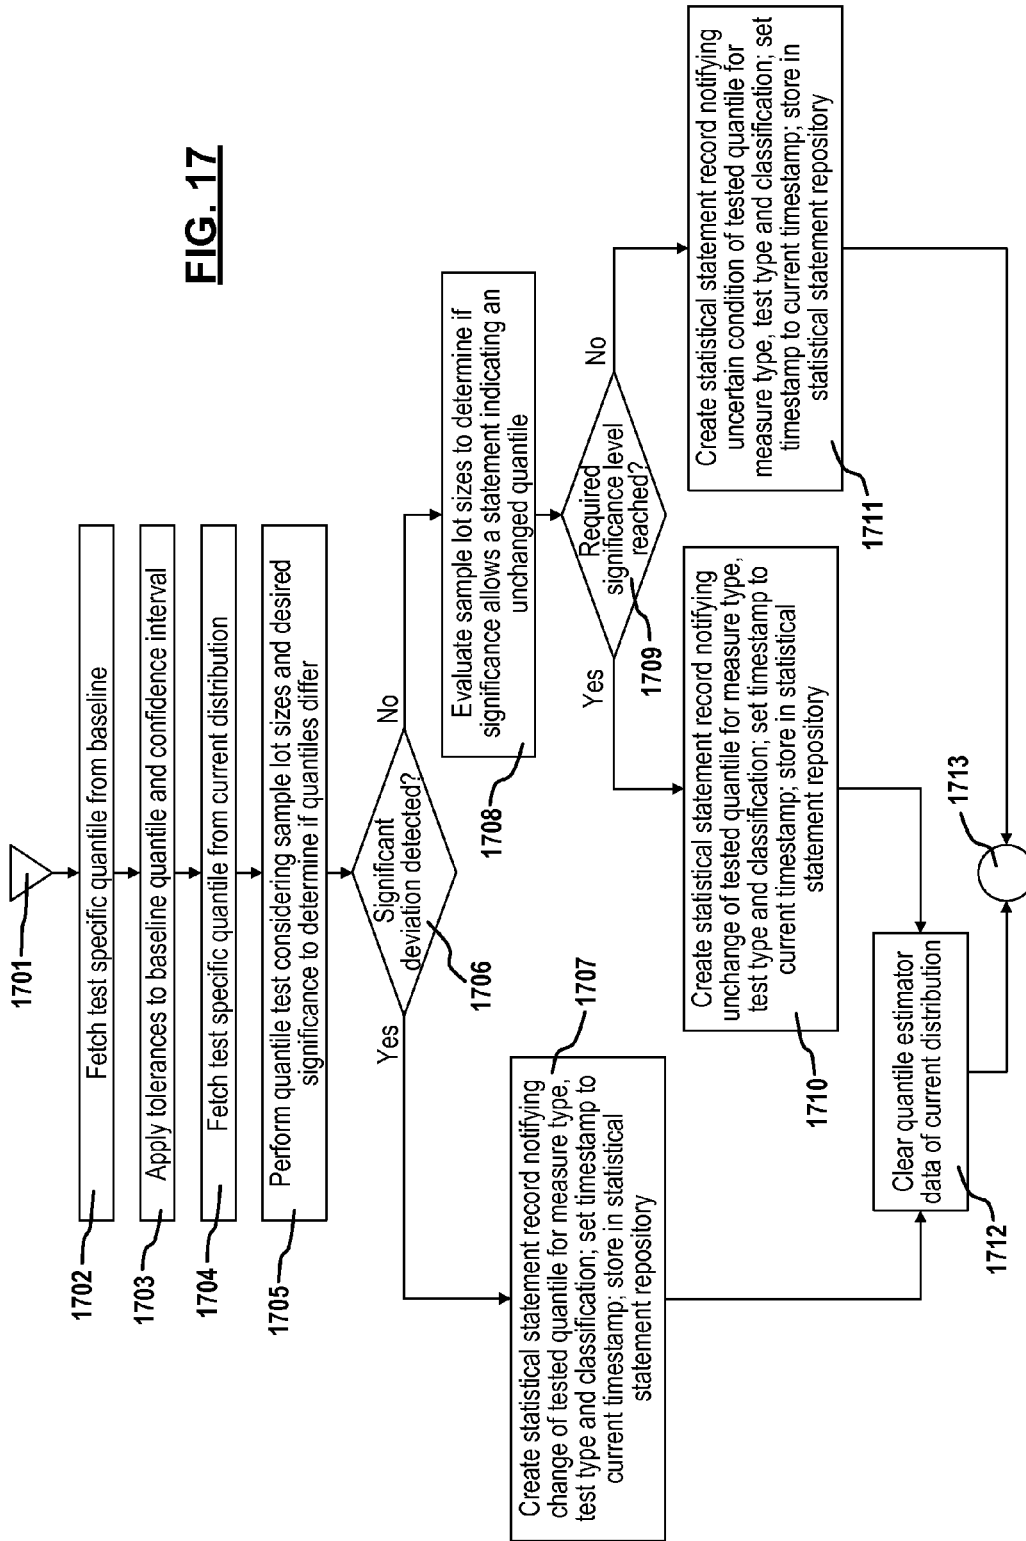 FIG. 17
1701
Fetch test specific quantile from baseline
1702
Apply tolerances to baseline quantile and confidence interval
1703
Fetch test specific quantile from current distribution
1704
Perform quantile test considering sample lot sizes and desired
significance to determine if quantiles differ
1705
Significant
deviation detected?
1706
Yes
No
Create statistical statement record notifying
change of tested quantile for measure type,
test type and classification; set timestamp to
current timestamp; store in statistical
statement repository
1707
Evaluate sample lot sizes to determine if
significance allows a statement indicating an
unchanged quantile
1708
Required
significance level
reached?
1709
Yes
No
Create statistical statement record notifying
unchange of tested quantile for measure type,
test type and classification; set timestamp to
current timestamp; store in statistical
statement repository
1710
Create statistical statement record notifying
uncertain condition of tested quantile for
measure type, test type and classification; set
timestamp to current timestamp; store in
statistical statement repository
1711
Clear quantile estimator
data of current distribution
1712
1713